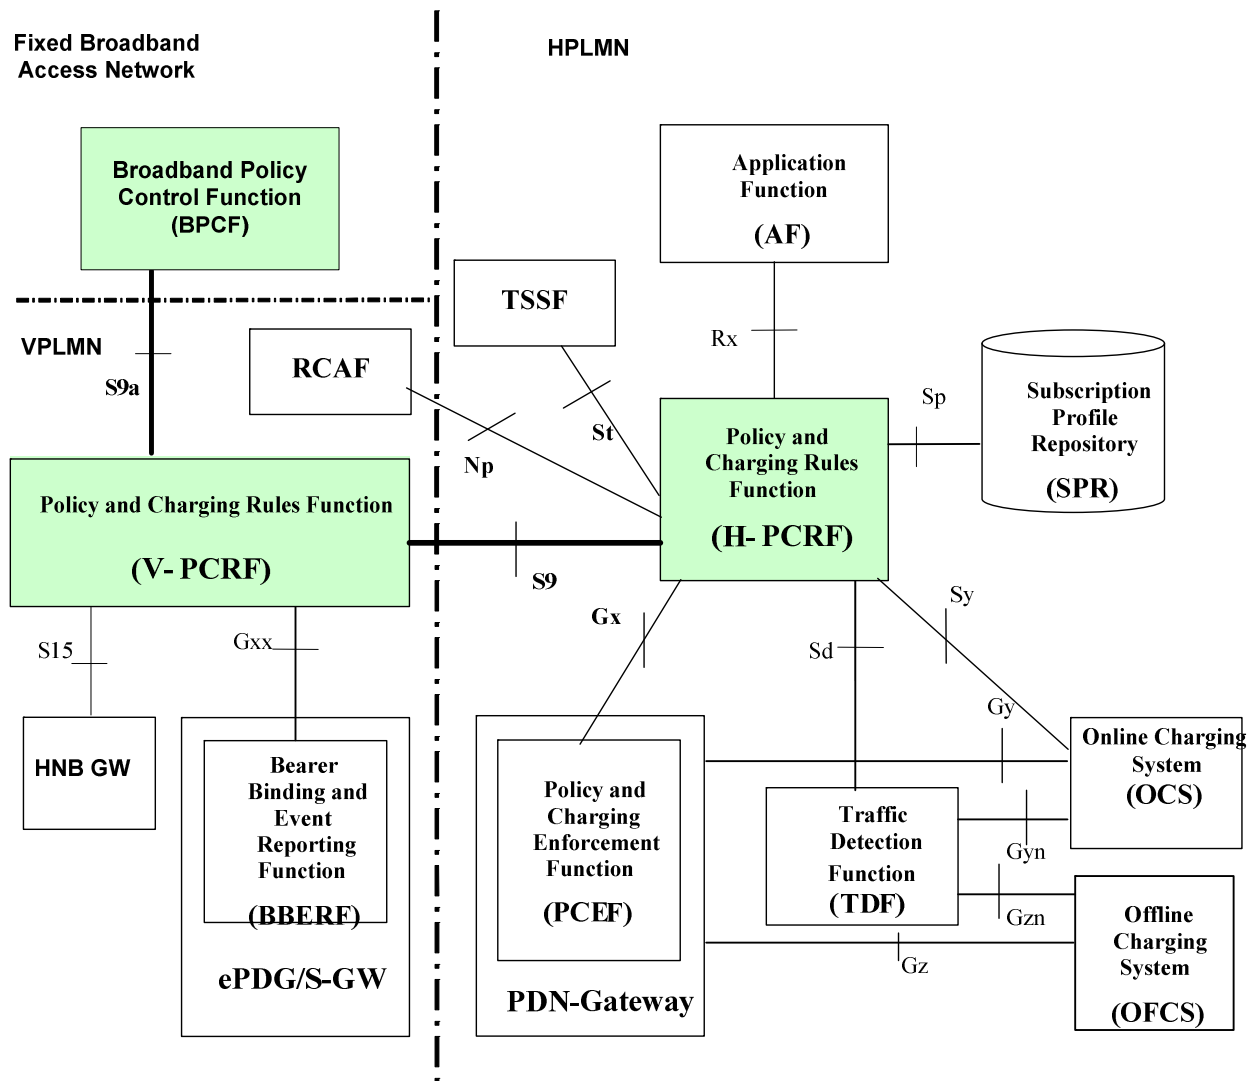 Fixed Broadband
Access Network
HPLMN
Broadband Policy
Control Function
(BPCF)
Application
Function
(AF)
TSSF
VPLMN
RCAF
S9a
Rx
Subscription
Profile
Repository
(SPR)
Sp
St
Np
Policy and
Charging Rules
Function
(H- PCRF)
Policy and Charging Rules Function
(V- PCRF)
S9
S15
Gxx
Gx
Sd
Sy
Gy
HNB GW
Bearer
Binding and
Event
Reporting
Function
(BBERF)
ePDG/S-GW
Policy and
Charging
Enforcement
Function
(PCEF)
PDN-Gateway
Traffic
Detection
Function
(TDF)
Online Charging
System
(OCS)
Gyn
Gzn
Gz
Offline
Charging
System
(OFCS)